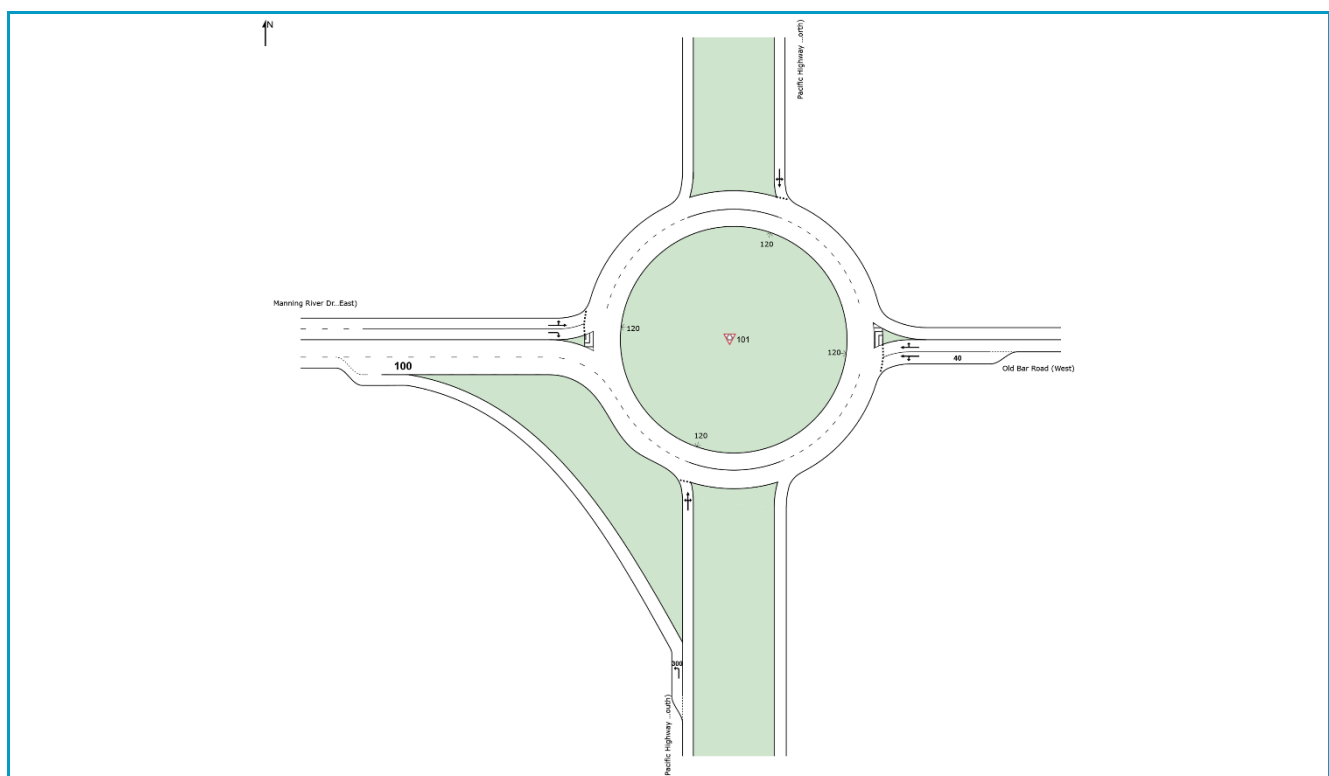 N
Pacific Highway ...orth)
120
Manning River Dr...East)
120
101
120
100
40
Old Bar Road (West)
120
300
Pacific Highway ...outh)